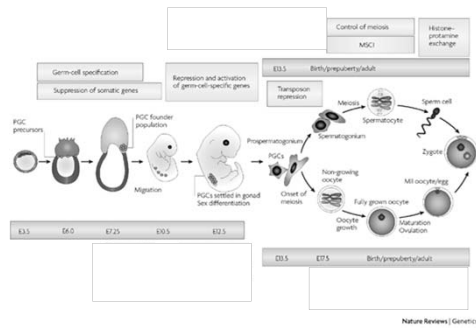 Control of meiosis
MSCI
Histone–
protamine
exchange
Germ-cell specification
Suppression of somatic genes
Repression and activation
of germ-cell-specific genes
E13.5 Birth/prepuberty/adult
Transposon
repression
Meiosis
Sperm cell
Spermatocyte
PGC
precursors
PGC founder
population
Prospermatogonium
Spermatogonium
PGCs
Zygote
Migration
PGCs settled in gonad
Sex differentiation
Onset of
meiosis
Non-growing
oocyte
Fully grown oocyte
MII oocyte/egg
Oocyte
growth
Maturation
Ovulation
E3.5 E6.0 E7.25 E10.5 E12.5
E13.5 E17.5 Birth/prepuberty/adult
Nature Reviews | Genetics